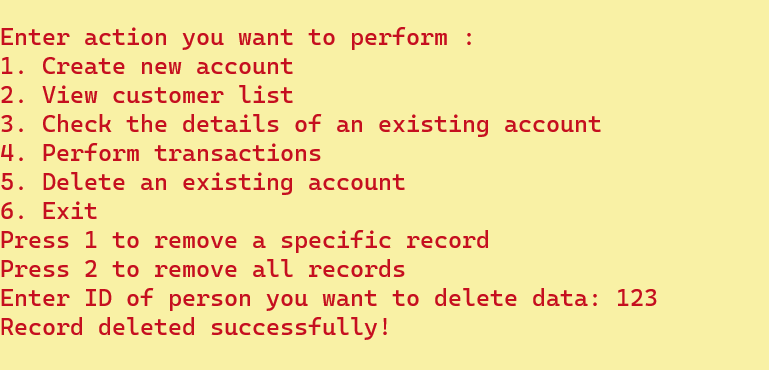 Enter action you want to perform :
1. Create new account
2. View customer list
3. Check the details of an existing account
4. Perform transactions
5. Delete an existing account
6. Exit
Press 1 to remove a specific record
Press 2 to remove all records
Enter ID of person you want to delete data: 123
Record deleted successfully!